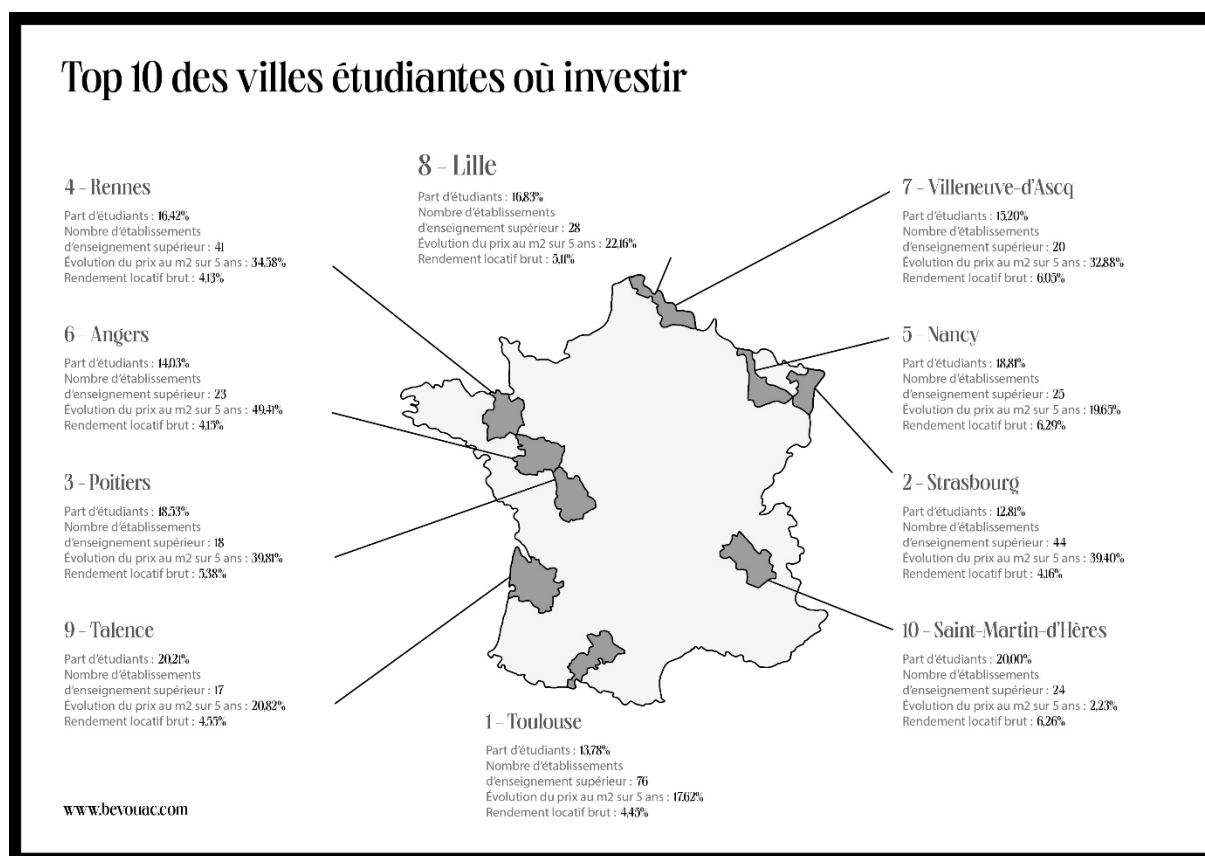 Top 10 des villes étudiantes où investir
4 - Rennes
Part d'étudiants : 16,42%
Nombre d'établissements
d'enseignement supérieur : 41
Évolution du prix au m2 sur 5 ans : 34,58%
Rendement locatif brut : 4,13%
8 - Lille
Part d'étudiants : 16,83%
Nombre d'établissements
d'enseignement supérieur : 28
Évolution du prix au m2 sur 5 ans : 22,16%
Rendement locatif brut : 5,11%
7 - Villeneuve-d'Ascq
Part d'étudiants : 15,20%
Nombre d'établissements
d'enseignement supérieur : 20
Évolution du prix au m2 sur 5 ans : 32,88%
Rendement locatif brut : 6,05%
6 - Angers
Part d'étudiants : 14,03%
Nombre d'établissements
d'enseignement supérieur : 23
Évolution du prix au m2 sur 5 ans : 49,41%
Rendement locatif brut : 4,15%
5 - Nancy
Part d'étudiants : 18,81%
Nombre d'établissements
d'enseignement supérieur : 25
Évolution du prix au m2 sur 5 ans : 19,65%
Rendement locatif brut : 6,29%
3 - Poitiers
Part d'étudiants : 18,53%
Nombre d'établissements
d'enseignement supérieur : 18
Évolution du prix au m2 sur 5 ans : 39,81%
Rendement locatif brut : 5,38%
2 - Strasbourg
Part d'étudiants : 12,81%
Nombre d'établissements
d'enseignement supérieur : 44
Évolution du prix au m2 sur 5 ans : 39,40%
Rendement locatif brut : 4,16%
9 - Talence
Part d'étudiants : 20,21%
Nombre d'établissements
d'enseignement supérieur : 17
Évolution du prix au m2 sur 5 ans : 20,82%
Rendement locatif brut : 4,55%
10 - Saint-Martin-d'Hères
Part d'étudiants : 20,00%
Nombre d'établissements
d'enseignement supérieur : 24
Évolution du prix au m2 sur 5 ans : 2,23%
Rendement locatif brut : 6,26%
1 - Toulouse
Part d'étudiants : 13,78%
Nombre d'établissements
d'enseignement supérieur : 76
Évolution du prix au m2 sur 5 ans : 17,62%
Rendement locatif brut : 4,45%
www.bevouac.com